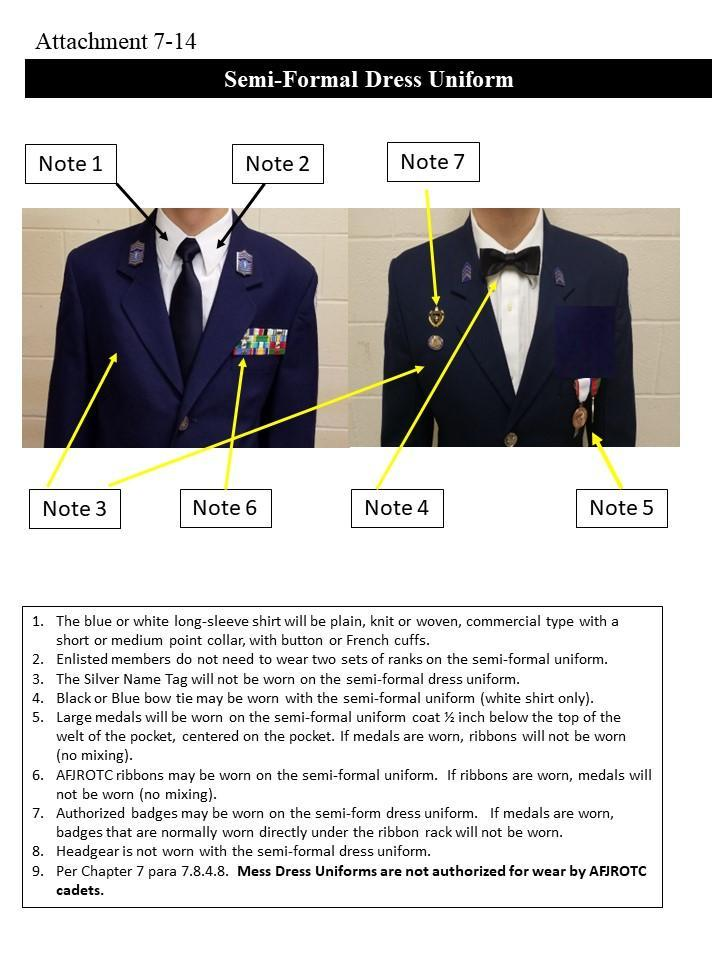 Attachment 7-14
Semi-Formal Dress Uniform
Note 1
Note 2
Note 7
Note 3
Note 6
Note 4
Note 5
1. The blue or white long-sleeve shirt will be plain, knit or woven, commercial type with a
short or medium point collar, with button or French cuffs.
2. Enlisted members do not need to wear two sets of ranks on the semi-formal uniform.
3. The Silver Name Tag will not be worn on the semi-formal dress uniform.
4. Black or Blue bow tie may be worn with the semi-formal uniform (white shirt only).
5. Large medals will be worn on the semi-formal uniform coat ½ inch below the top of the
welt of the pocket, centered on the pocket. If medals are worn, ribbons will not be worn
(no mixing).
6. AFJROTC ribbons may be worn on the semi-formal uniform. If ribbons are worn, medals will
not be worn (no mixing).
7. Authorized badges may be worn on the semi-form dress uniform. If medals are worn,
badges that are normally worn directly under the ribbon rack will not be worn.
8. Headgear is not worn with the semi-formal dress uniform.
9. Per Chapter 7 para 7.8.4.8. Mess Dress Uniforms are not authorized for wear by AFJROTC
cadets.